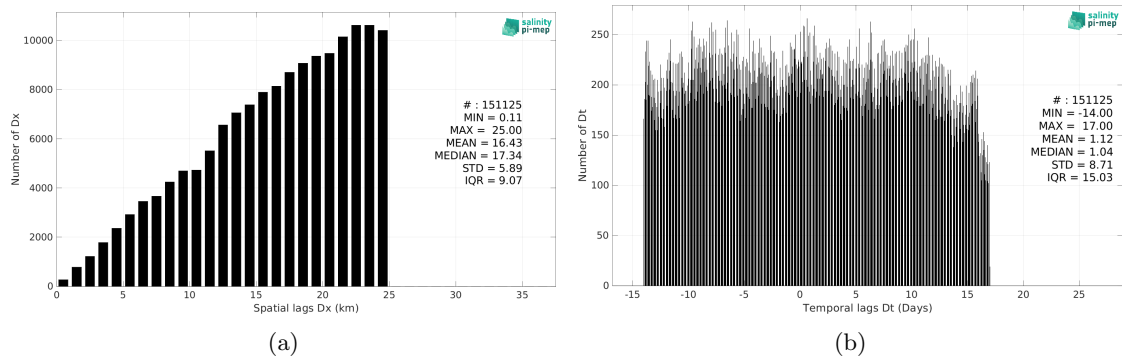 salinity
pi-mep
10000
8000
6000
4000
2000
0
Number of Dx
# : 151125
MIN = 0.11
MAX = 25.00
MEAN = 16.43
MEDIAN = 17.34
STD = 5.89
IQR = 9.07
0 5 10 15 20 25 30 35
Spatial lags Dx (km)
(a)
salinity
pi-mep
250
200
150
100
50
0
Number of Dt
# : 151125
MIN = -14.00
MAX = 17.00
MEAN = 1.12
MEDIAN = 1.04
STD = 8.71
IQR = 15.03
-15 -10 -5 0 5 10 15 20 25
Temporal lags Dt (Days)
(b)